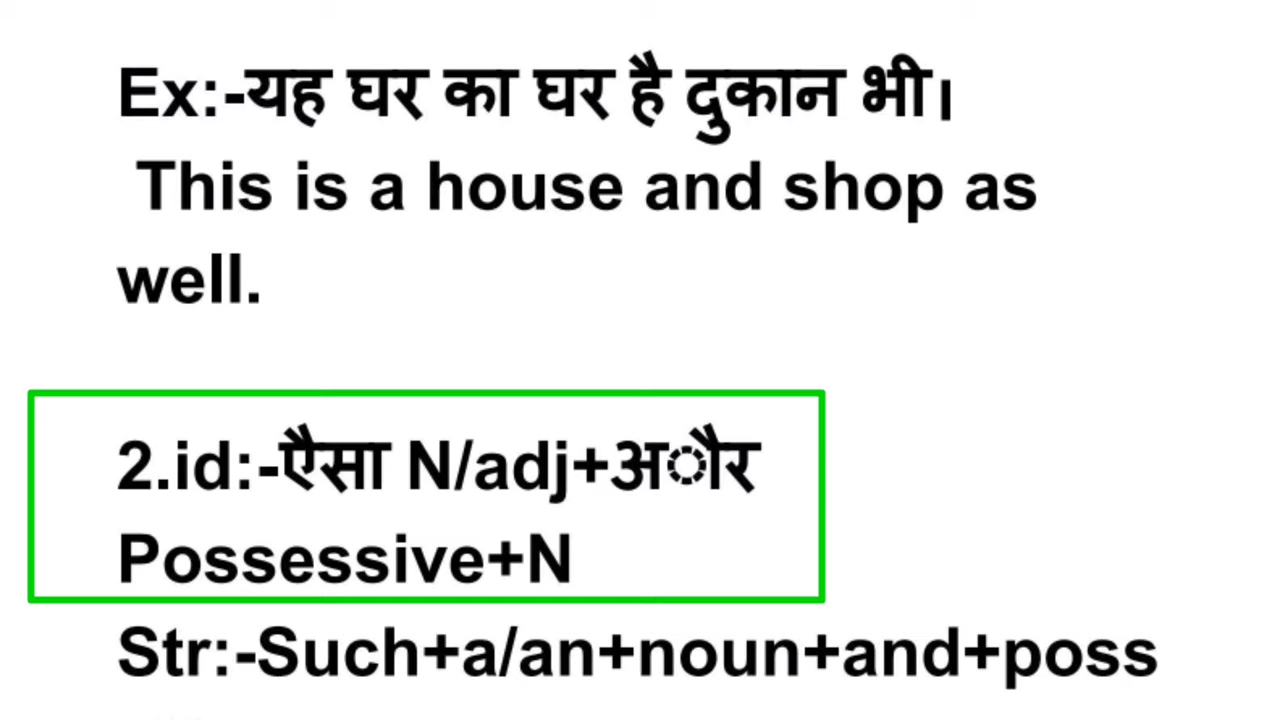 Ex:-यह घर का घर है दुकान भी।
This is a house and shop as
well.
2.id:-एैसा N/adj+अौर
Possessive+N
Str:-Such+a/an+noun+and+poss